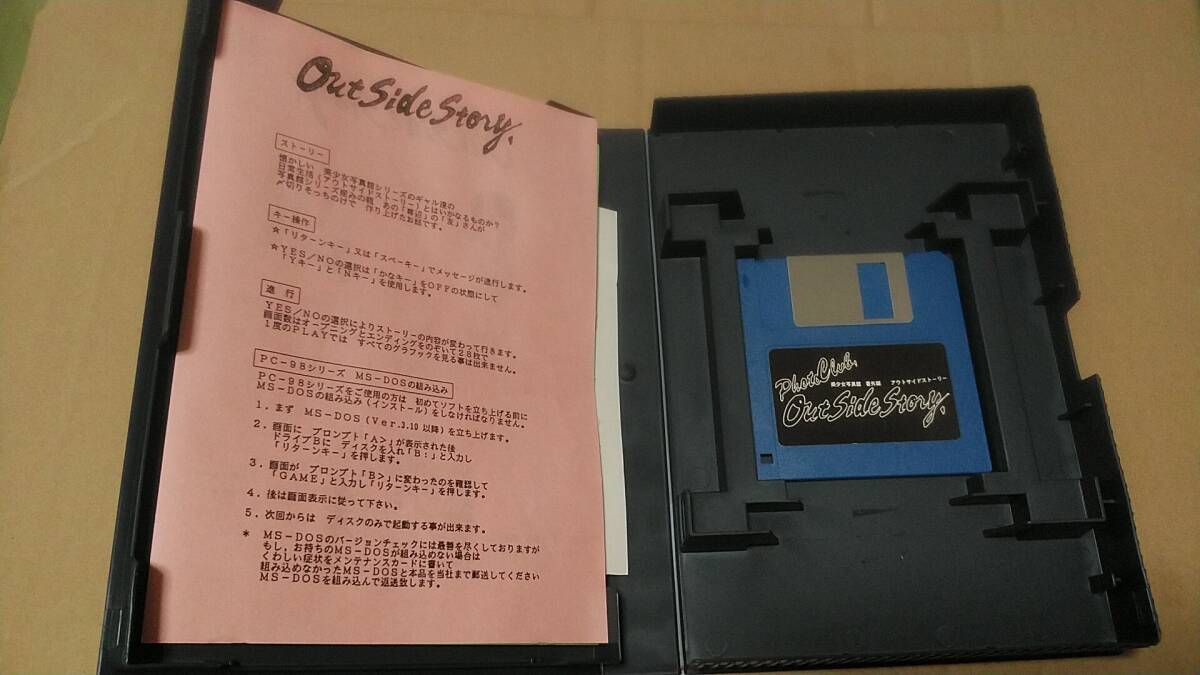 OutSide Story.
ストーリー
懐かしい 美少女写真館シリーズのギャル達の
日常生活(アウトサイドストーリー)とはいかなるものか?
写真館シリーズ産みの親 あの「尊辺」の「友」さんが
〆切りそっちのけで 作り上げたお話です。
キー操作
★「リターンキー」又は「スペーキー」でメッセージが進行します。
★YES/NOの選択は「かなキー」をOFFの状態にして
「Yキー」と「Nキー」を使用します。
進行
YES/NOの選択によりストーリーの内容が変わって行きます。
画面数はオープニングとエンディングをのぞいて28枚で
1度のPLAYでは すべてのグラフックを見る事は出来ません。
PC-98シリーズ MS-DOSの組み込み
PC-98シリーズをご使用の方は 初めてソフトを立ち上げる前に
MS-DOSの組み込み(インストール)をしなければなりません。
1.まず MS-DOS(Ver.3.10 以降)を立ち上げます。
2.画面に プロンプト「A>」が表示された後
ドライブBに ディスクを入れ「B:」と入力し
「リターンキー」を押します。
3.画面が プロンプト「B>」に変わったのを確認して
「GAME」と入力し「リターンキー」を押します。
4.後は画面表示に従って下さい。
5.次回からは ディスクのみで起動する事が出来ます。
* MS-DOSのバージョンチェックには最善を尽くしておりますが
もし、お持ちのMS-DOSが組み込めない場合は
くわしい症状をメンテナンスカードに書いて
組み込めなかったMS-DOSと本品を当社まで郵送してください
MS-DOSを組み込んで返送致します。
PhotoClub.
美少女写真館 番外編 アウトサイドストーリー
OutSide Story.